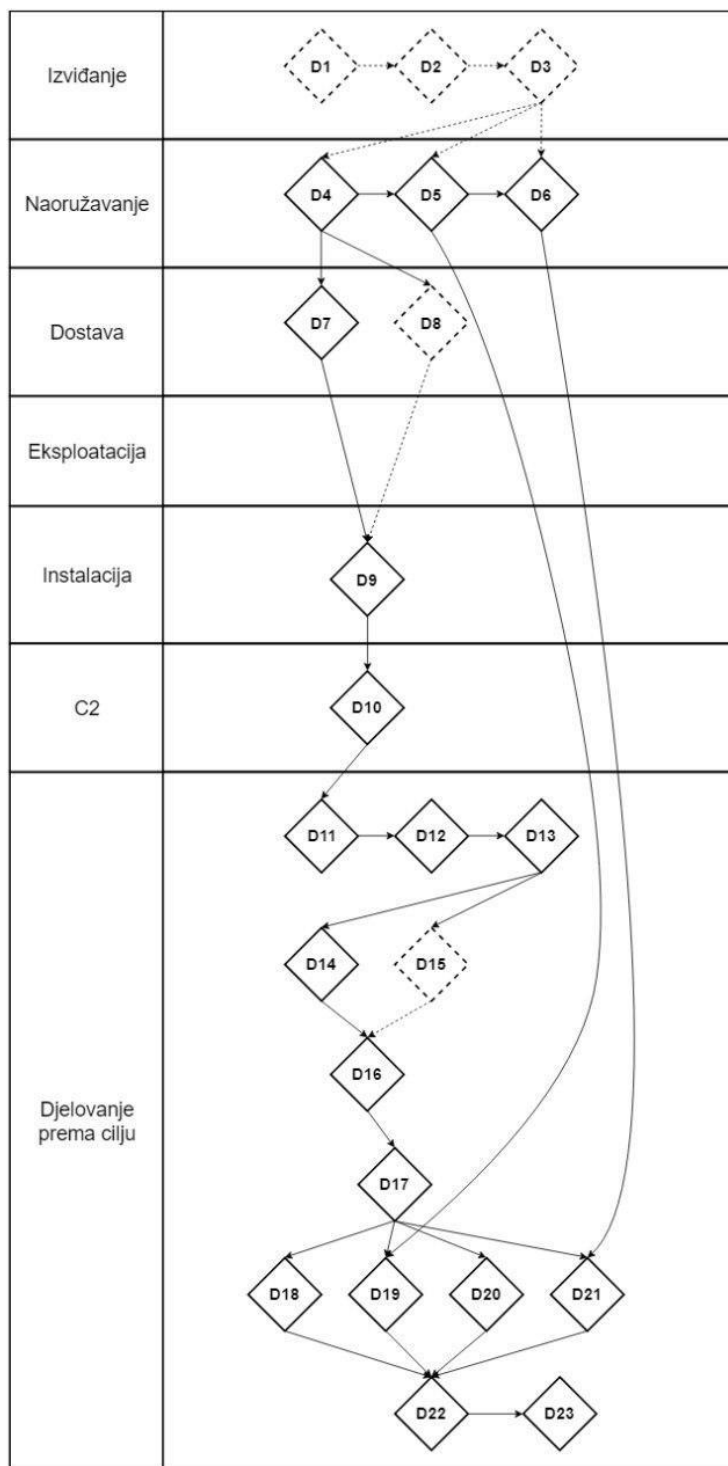 Izviđanje
D1
D2
D3
Naoružavanje
D4
D5
D6
Dostava
D7
D8
Eksploatacija
Instalacija
D9
C2
D10
Djelovanje
prema cilju
D11
D12
D13
D14
D15
D16
D17
D18
D19
D20
D21
D22
D23